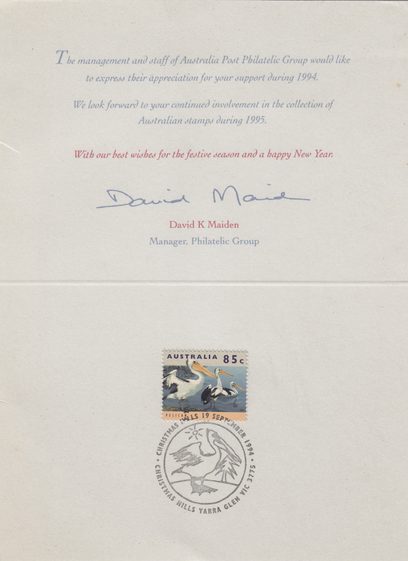 The management and staff of Australia Post Philatelic Group would like
to express their appreciation for your support during 1994.
We look forward to your continued involvement in the collection of
Australian stamps during 1995.
With our best wishes for the festive season and a happy New Year.
David Maiden
David K Maiden
Manager, Philatelic Group
AUSTRALIA 85c
• CHRISTMAS HILLS 19 SEPTEMBER 1994 •
CHRISTMAS HILLS YARRA GLEN VIC 3775